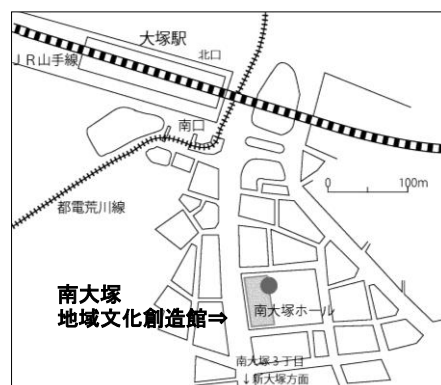 大塚駅
北口
ＪＲ山手線
南口
0 100m
都電荒川線
南大塚
地域文化創造館⇒
南大塚ホール
南大塚３丁目
↓新大塚方面